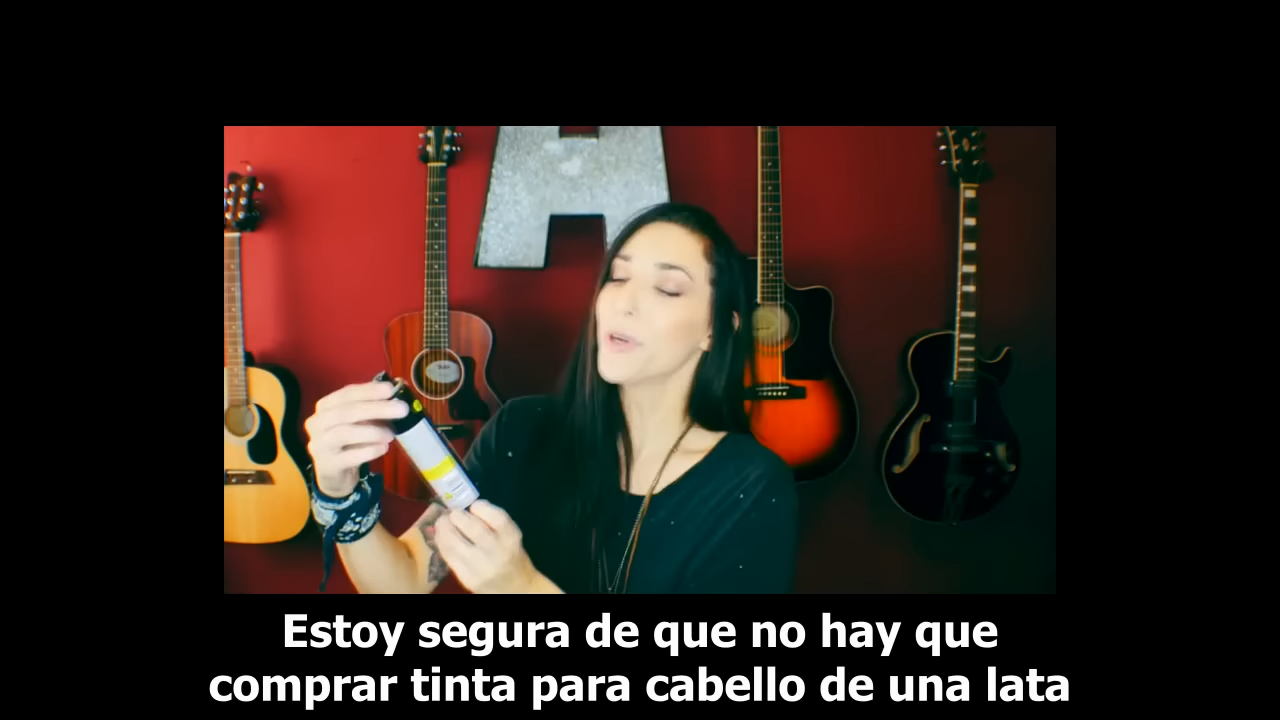 A
Estoy segura de que no hay que
comprar tinta para cabello de una lata